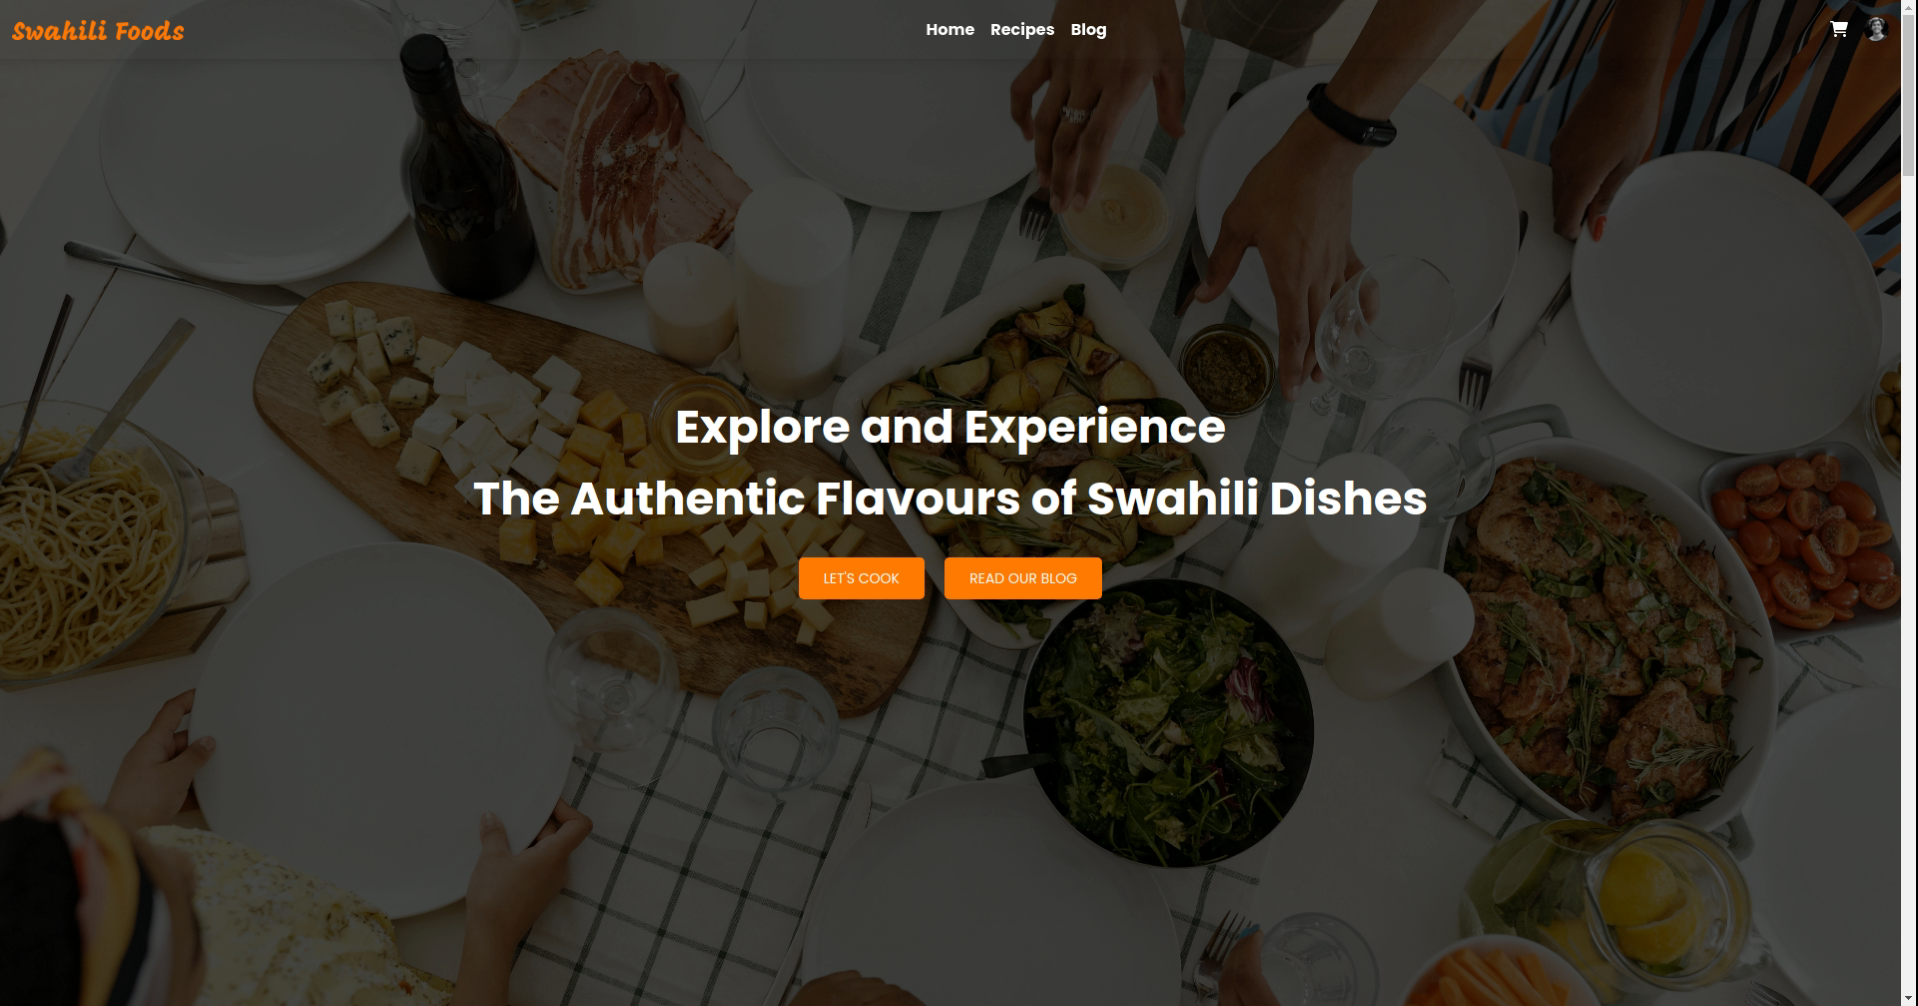 Swahili Foods
Home Recipes Blog
Explore and Experience
The Authentic Flavours of Swahili Dishes
LET'S COOK READ OUR BLOG